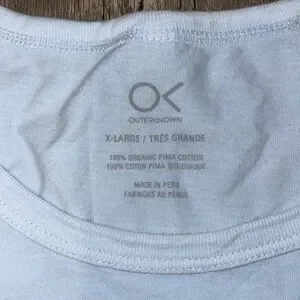 OK
OUTERKNOWN
X-LARGE / TRÈS GRANDE
100% ORGANIC PIMA COTTON
100% COTON PIMA BIOLOGIQUE
MADE IN PERU
FABRIQUÉ AU PÉROU